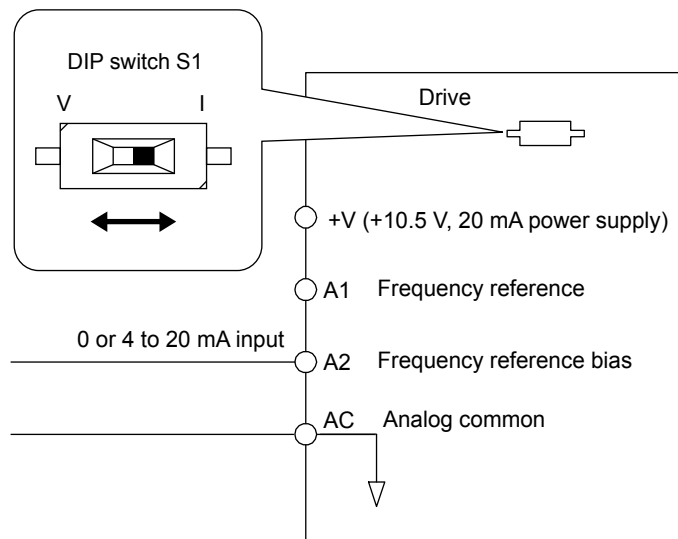 DIP switch S1
V I
Drive
+V (+10.5 V, 20 mA power supply)
A1 Frequency reference
0 or 4 to 20 mA input
A2 Frequency reference bias
AC Analog common